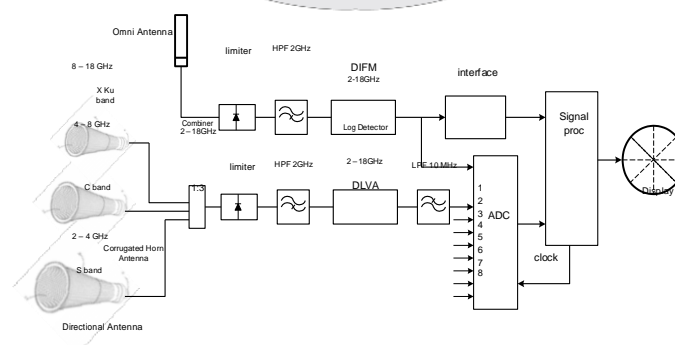 Omni Antenna
limiter
HPF 2GHz
DIFM
2-18GHz
interface
8 – 18 GHz
X Ku
band
Signal
proc
4 – 8 GHz
Combiner
2 – 18GHz
Log Detector
limiter
HPF 2GHz
2 – 18GHz
LPF 10 MHz
DLVA
1:3
C band
1
2
3
4
5
6
7
8
ADC
Display
2 – 4 GHz
Corrugated Horn
Antenna
clock
S band
Directional Antenna